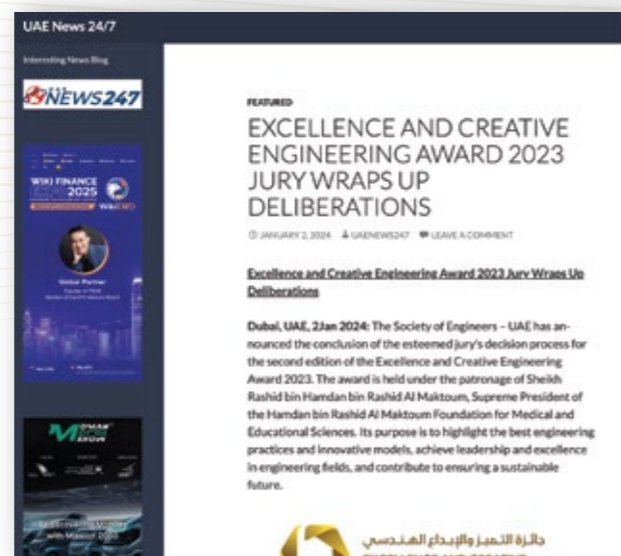 UAE News 24/7
Interesting News Blog
NEWS247
WIKI FINANCE
2025
Global Partner
FEATURED
EXCELLENCE AND CREATIVE
ENGINEERING AWARD 2023
JURY WRAPS UP
DELIBERATIONS
JANUARY 2, 2024 UAENEWS247 LEAVE A COMMENT
Excellence and Creative Engineering Award 2023 Jury Wraps Up
Deliberations
Dubai, UAE, 2Jan 2024: The Society of Engineers – UAE has an-
nounced the conclusion of the esteemed jury's decision process for
the second edition of the Excellence and Creative Engineering
Award 2023. The award is held under the patronage of Sheikh
Rashid bin Hamdan bin Rashid Al Maktoum, Supreme President of
the Hamdan bin Rashid Al Maktoum Foundation for Medical and
Educational Sciences. Its purpose is to highlight the best engineering
practices and innovative models, achieve leadership and excellence
in engineering fields, and contribute to ensuring a sustainable
future.
جائزة التميز والإبداع الهندسي
EXCELLENCE AND CREATIVE